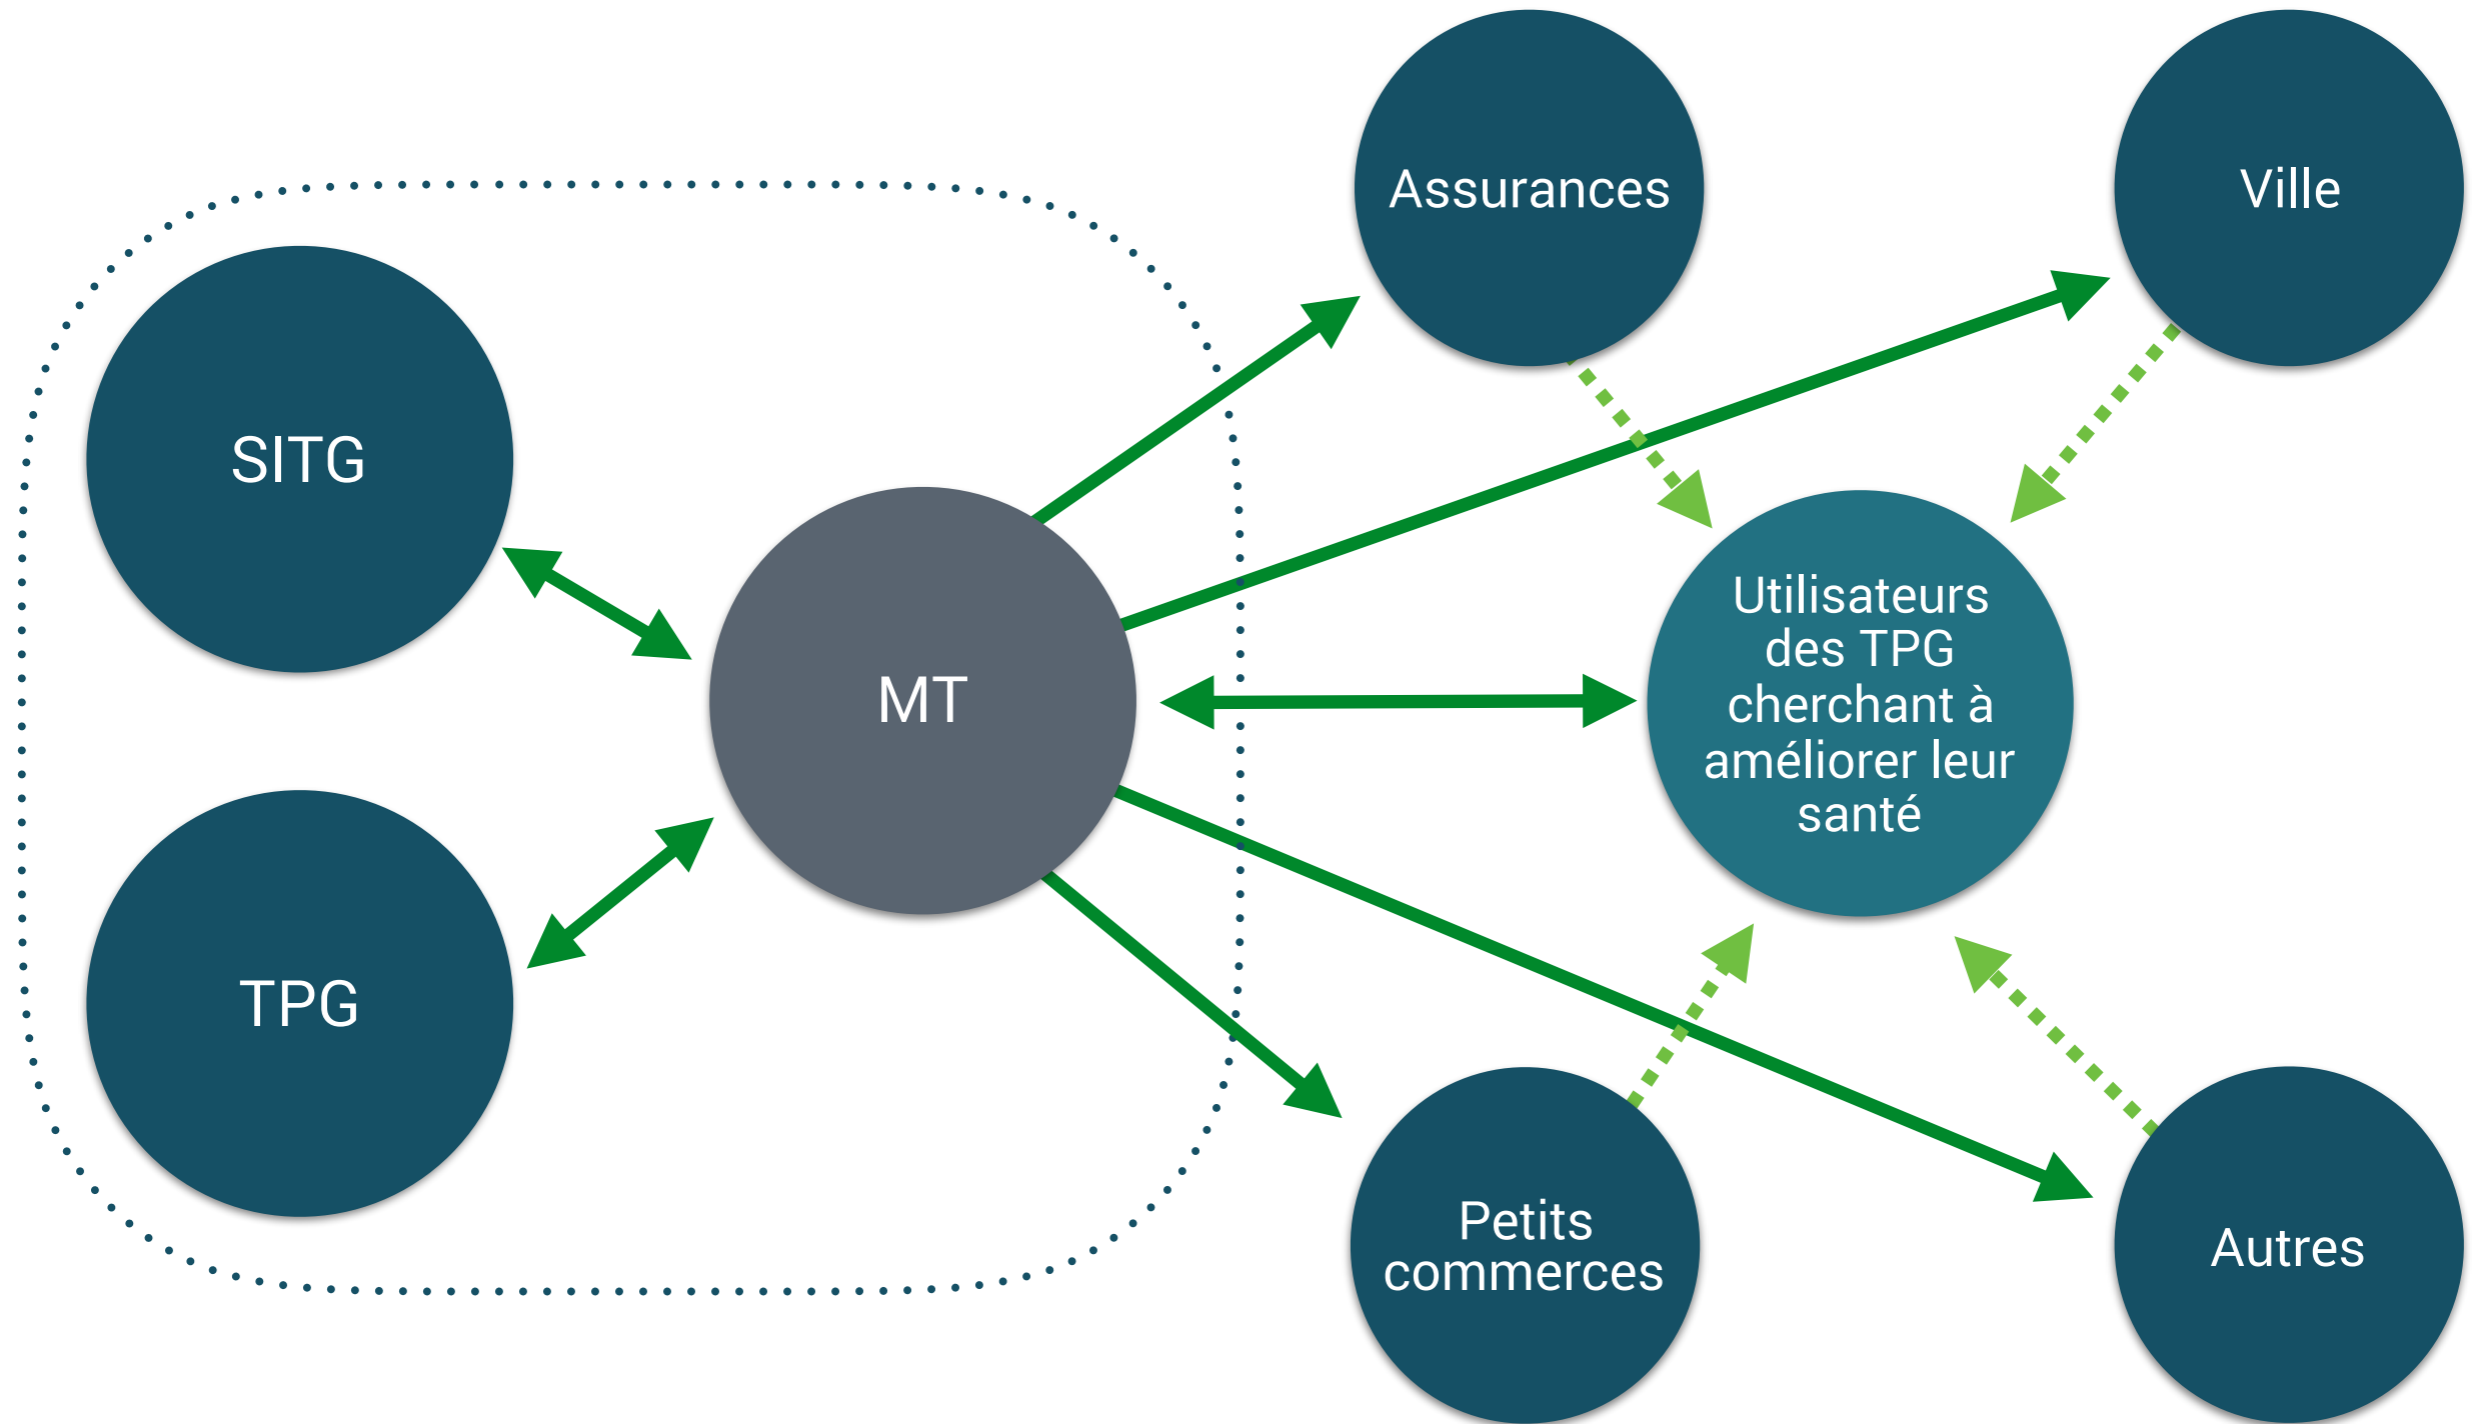 Assurances
Ville
SITG
MT
Utilisateurs
des TPG
cherchant à
améliorer leur
santé
TPG
Petits
commerces
Autres